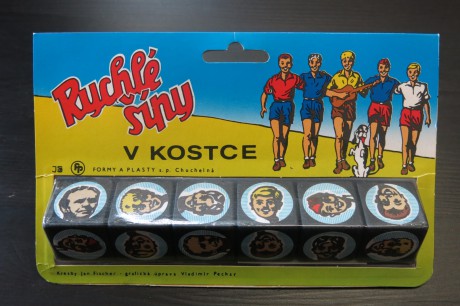 Rychlé
šípy
V KOSTCE
FORMY A PLASTY s.p. Chuchelná
Kresby: Jan Fischer - grafická úprava Vladimír Pechar